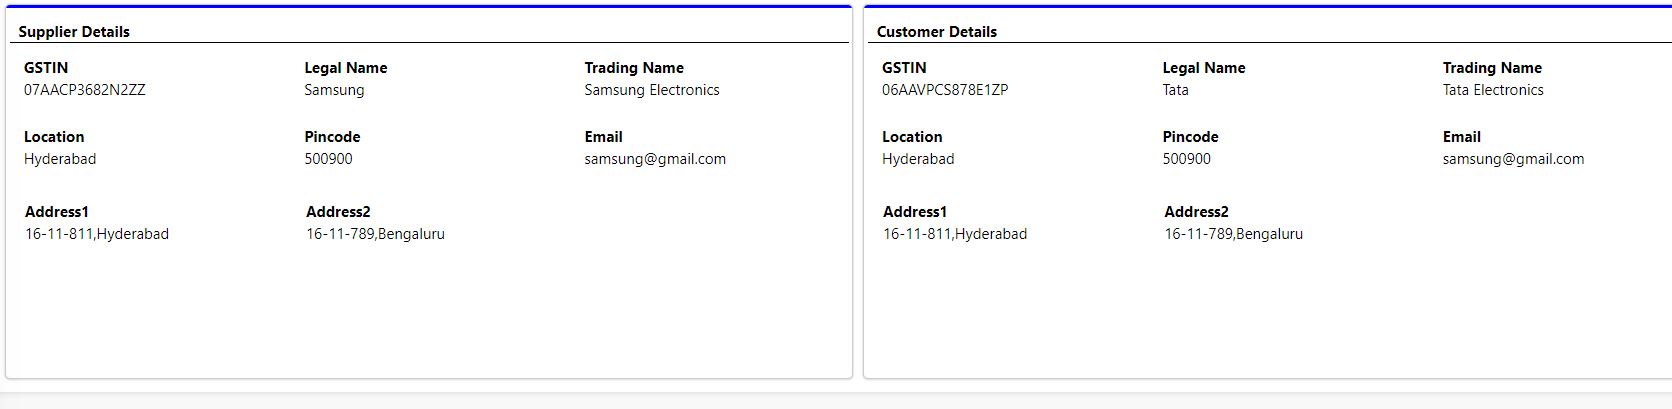 Supplier Details
GSTIN Legal Name Trading Name
07AACP3682N2ZZ Samsung Samsung Electronics
Location Pincode Email
Hyderabad 500900 samsung@gmail.com
Address1 Address2
16-11-811,Hyderabad 16-11-789,Bengaluru
Customer Details
GSTIN Legal Name Trading Name
06AAVPCS878E1ZP Tata Tata Electronics
Location Pincode Email
Hyderabad 500900 samsung@gmail.com
Address1 Address2
16-11-811,Hyderabad 16-11-789,Bengaluru